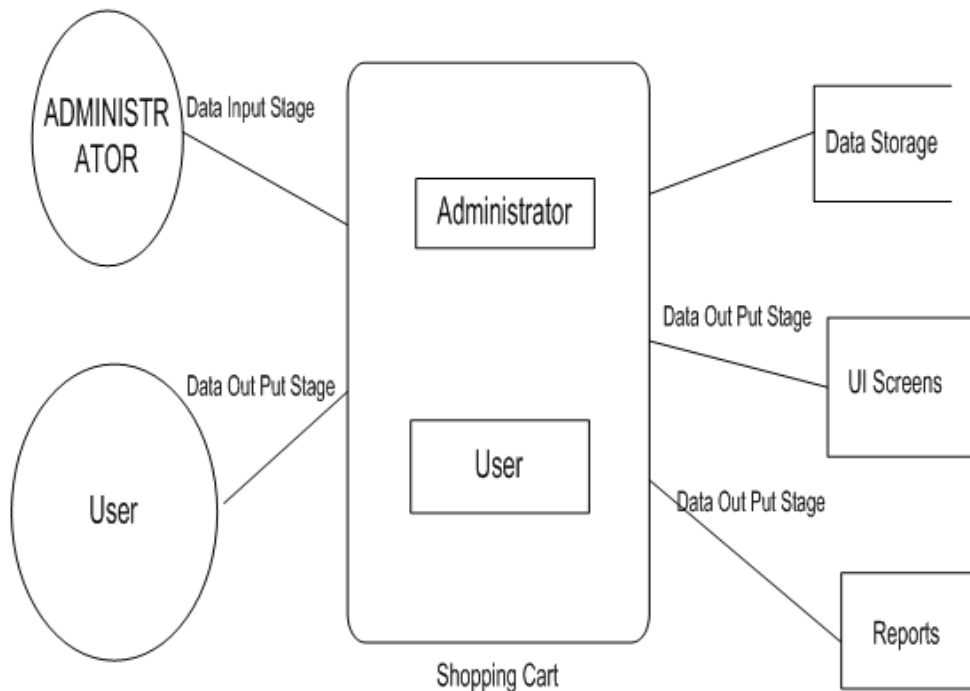 ADMINISTR
ATOR
Data Input Stage
Administrator
Data Storage
Data Out Put Stage
UI Screens
Data Out Put Stage
User
User
Data Out Put Stage
Reports
Shopping Cart